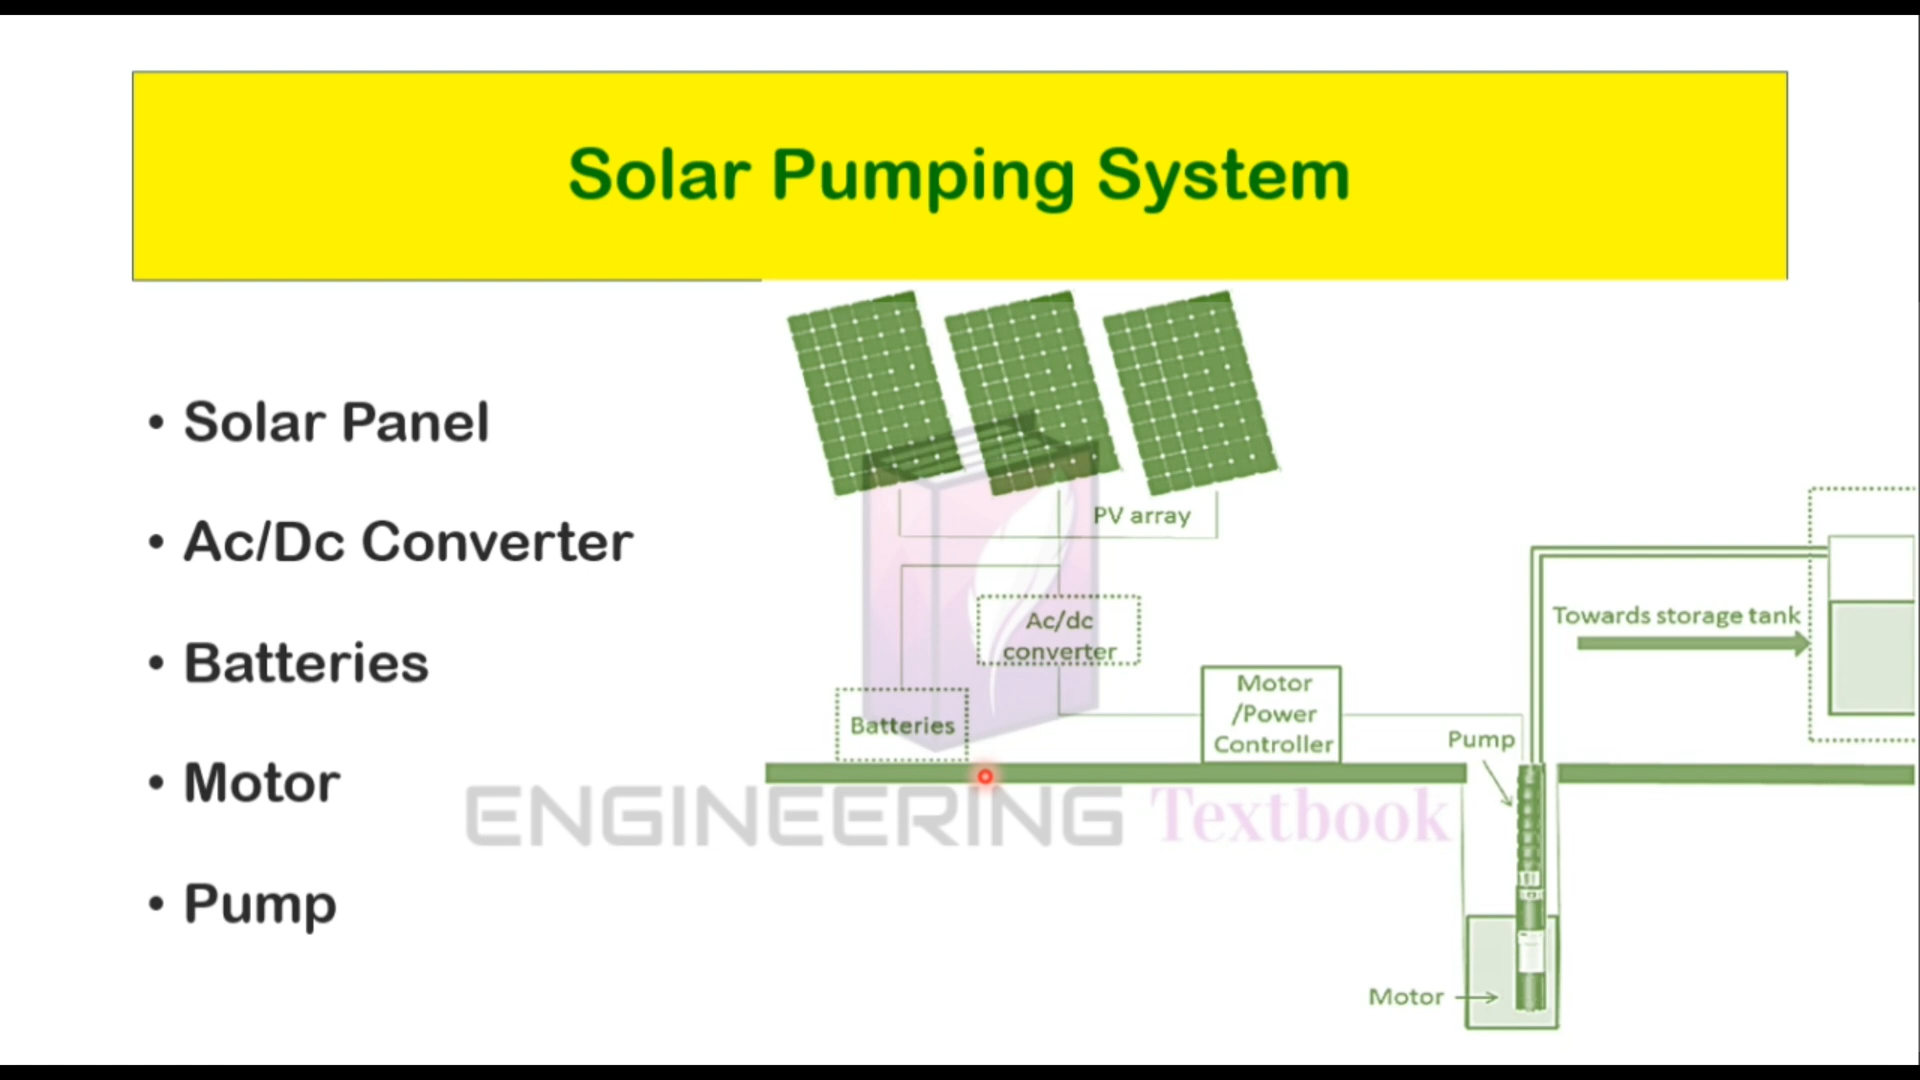 Solar Pumping System
• Solar Panel
• Ac/Dc Converter
• Batteries
• Motor
• Pump
PV array
Ac/dc
converter
Batteries
Motor
/Power
Controller
Pump
Towards storage tank
Motor
ENGINEERING Textbook